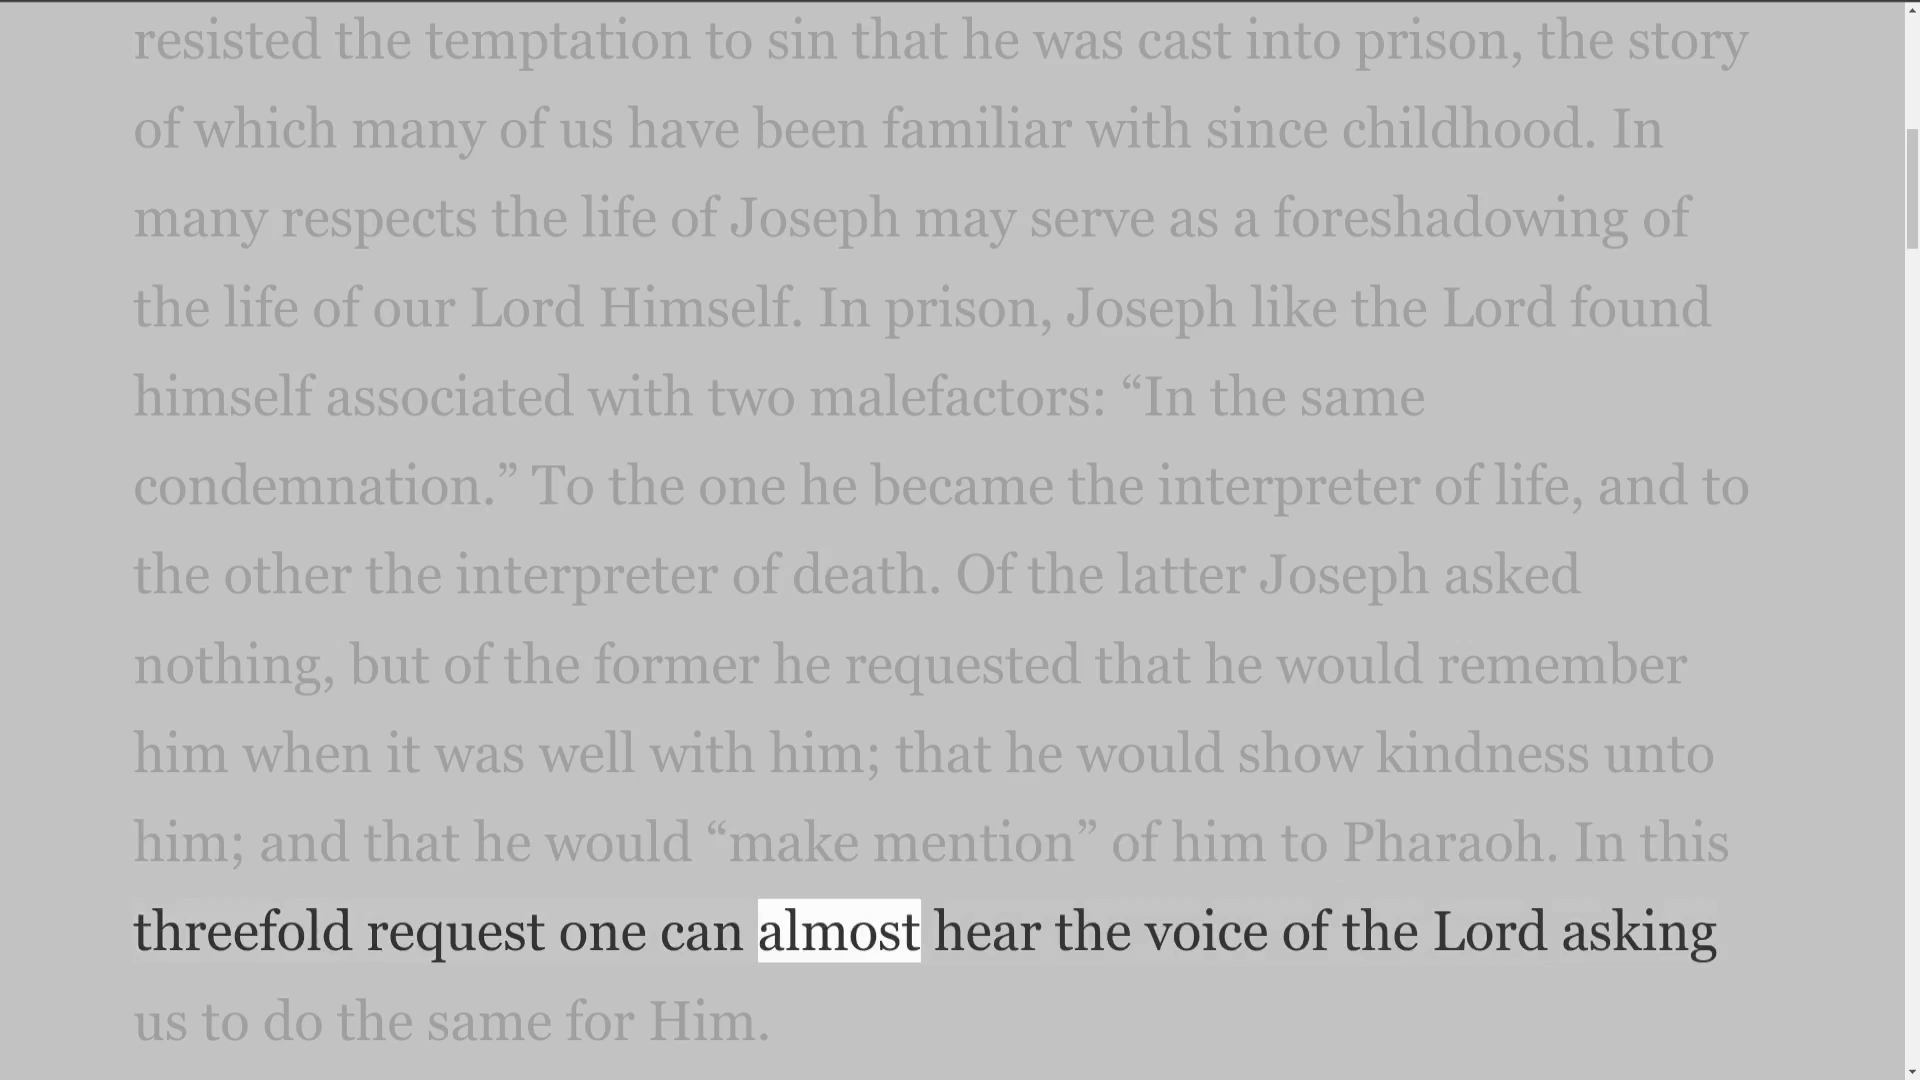 resisted the temptation to sin that he was cast into prison, the story
of which many of us have been familiar with since childhood. In
many respects the life of Joseph may serve as a foreshadowing of
the life of our Lord Himself. In prison, Joseph like the Lord found
himself associated with two malefactors: “In the same
condemnation.” To the one he became the interpreter of life, and to
the other the interpreter of death. Of the latter Joseph asked
nothing, but of the former he requested that he would remember
him when it was well with him; that he would show kindness unto
him; and that he would “make mention” of him to Pharaoh. In this
threefold request one can almost hear the voice of the Lord asking
us to do the same for Him.